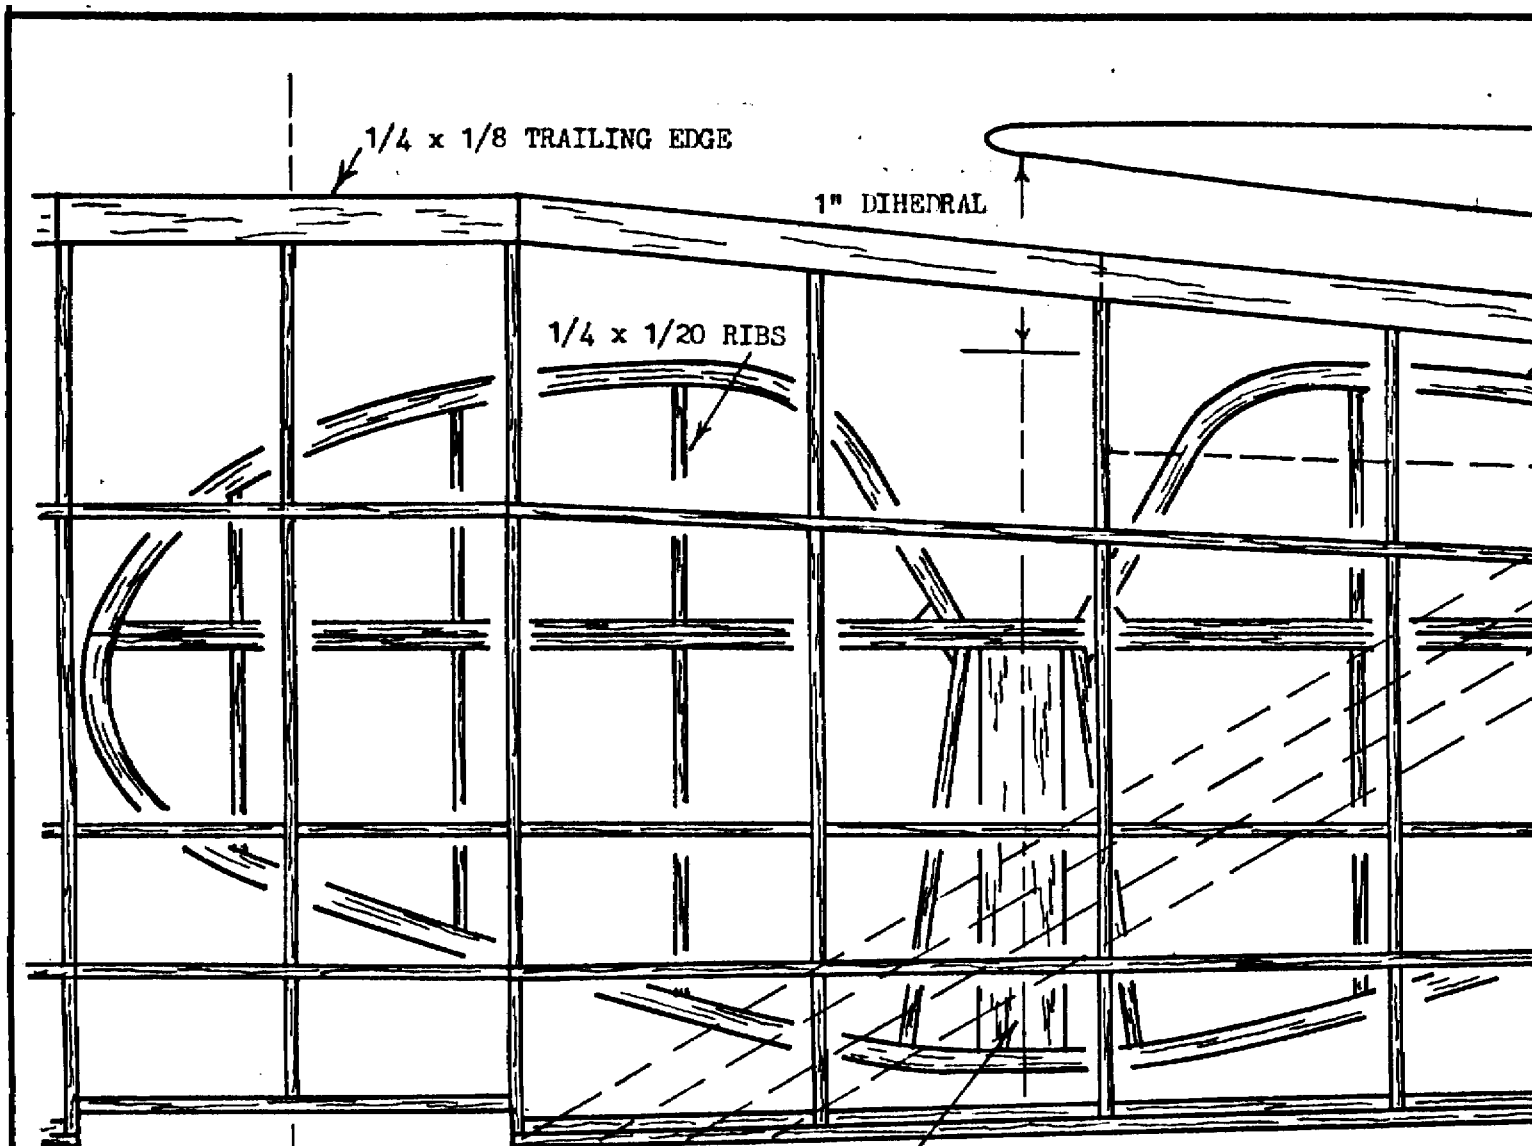 1/4 x 1/8 TRAILING EDGE
1" DIHEDRAL
1/4 x 1/20 RIBS